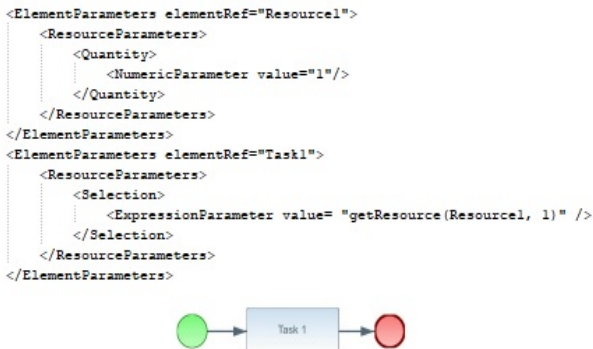 <ElementParameters elementRef="Resource1">
<ResourceParameters>
<Quantity>
<NumericParameter value="1"/>
</Quantity>
</ResourceParameters>
</ElementParameters>
<ElementParameters elementRef="Task1">
<ResourceParameters>
<Selection>
<ExpressionParameter value= "getResource(Resource1, 1)" />
</Selection>
</ResourceParameters>
</ElementParameters>
Task 1